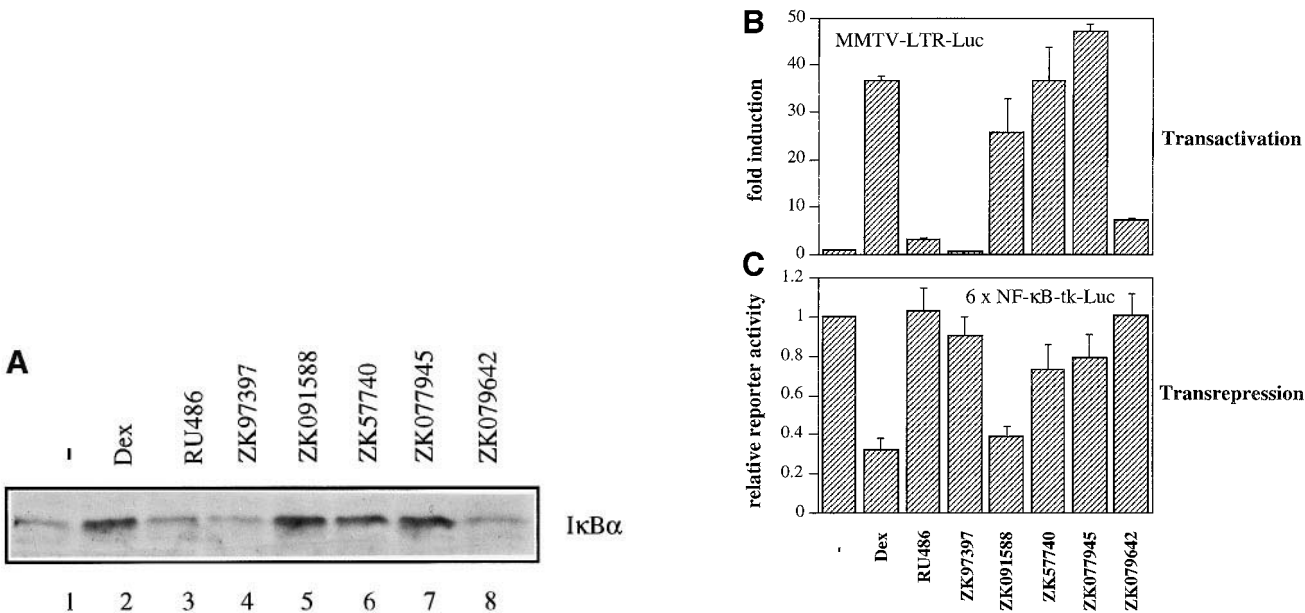 A
-
Dex
RU486
ZK97397
ZK091588
ZK57740
ZK077945
ZK079642
IκBα
1 2 3 4 5 6 7 8
B
MMTV-LTR-Luc
fold induction
50
40
30
20
10
0
Transactivation
C
6 x NF-κB-tk-Luc
relative reporter activity
1.2
1
0.8
0.6
0.4
0.2
0
Transrepression
-
Dex
RU486
ZK97397
ZK091588
ZK57740
ZK077945
ZK079642